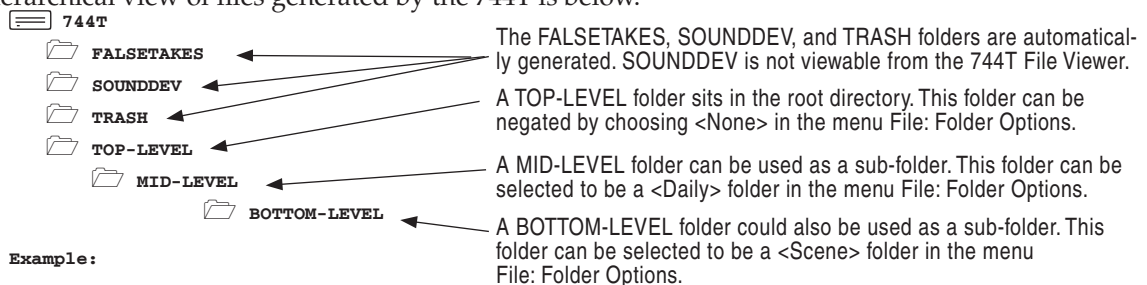 erarchical view of files generated by the 744T is below.
744T
FALSETAKES
SOUNDDEV
TRASH
TOP-LEVEL
MID-LEVEL
BOTTOM-LEVEL
The FALSETAKES, SOUNDDEV, and TRASH folders are automatical-
ly generated. SOUNDDEV is not viewable from the 744T File Viewer.
A TOP-LEVEL folder sits in the root directory. This folder can be
negated by choosing <None> in the menu File: Folder Options.
A MID-LEVEL folder can be used as a sub-folder. This folder can be
selected to be a <Daily> folder in the menu File: Folder Options.
A BOTTOM-LEVEL folder could also be used as a sub-folder. This
folder can be selected to be a <Scene> folder in the menu
File: Folder Options.
Example: